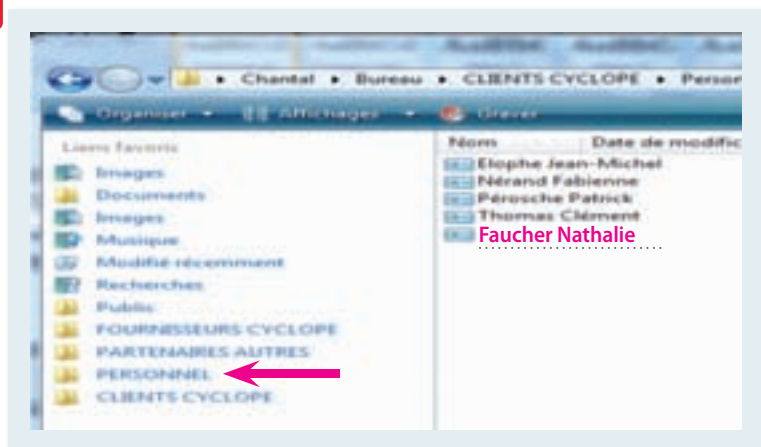 Chantal ▸ Bureau ▸ CLIENTS CYCLOPE ▸ Person
Organiser Affichages Graver
Liens favoris
Images
Documents
Images
Musique
Modifié récemment
Recherches
Public
FOURNISSEURS CYCLOPE
PARTENAIRES AUTRES
PERSONNEL
CLIENTS CYCLOPE
Nom Date de modific
Elophe Jean-Michel
Nérand Fabienne
Pérosche Patrick
Thomas Clément
Faucher Nathalie